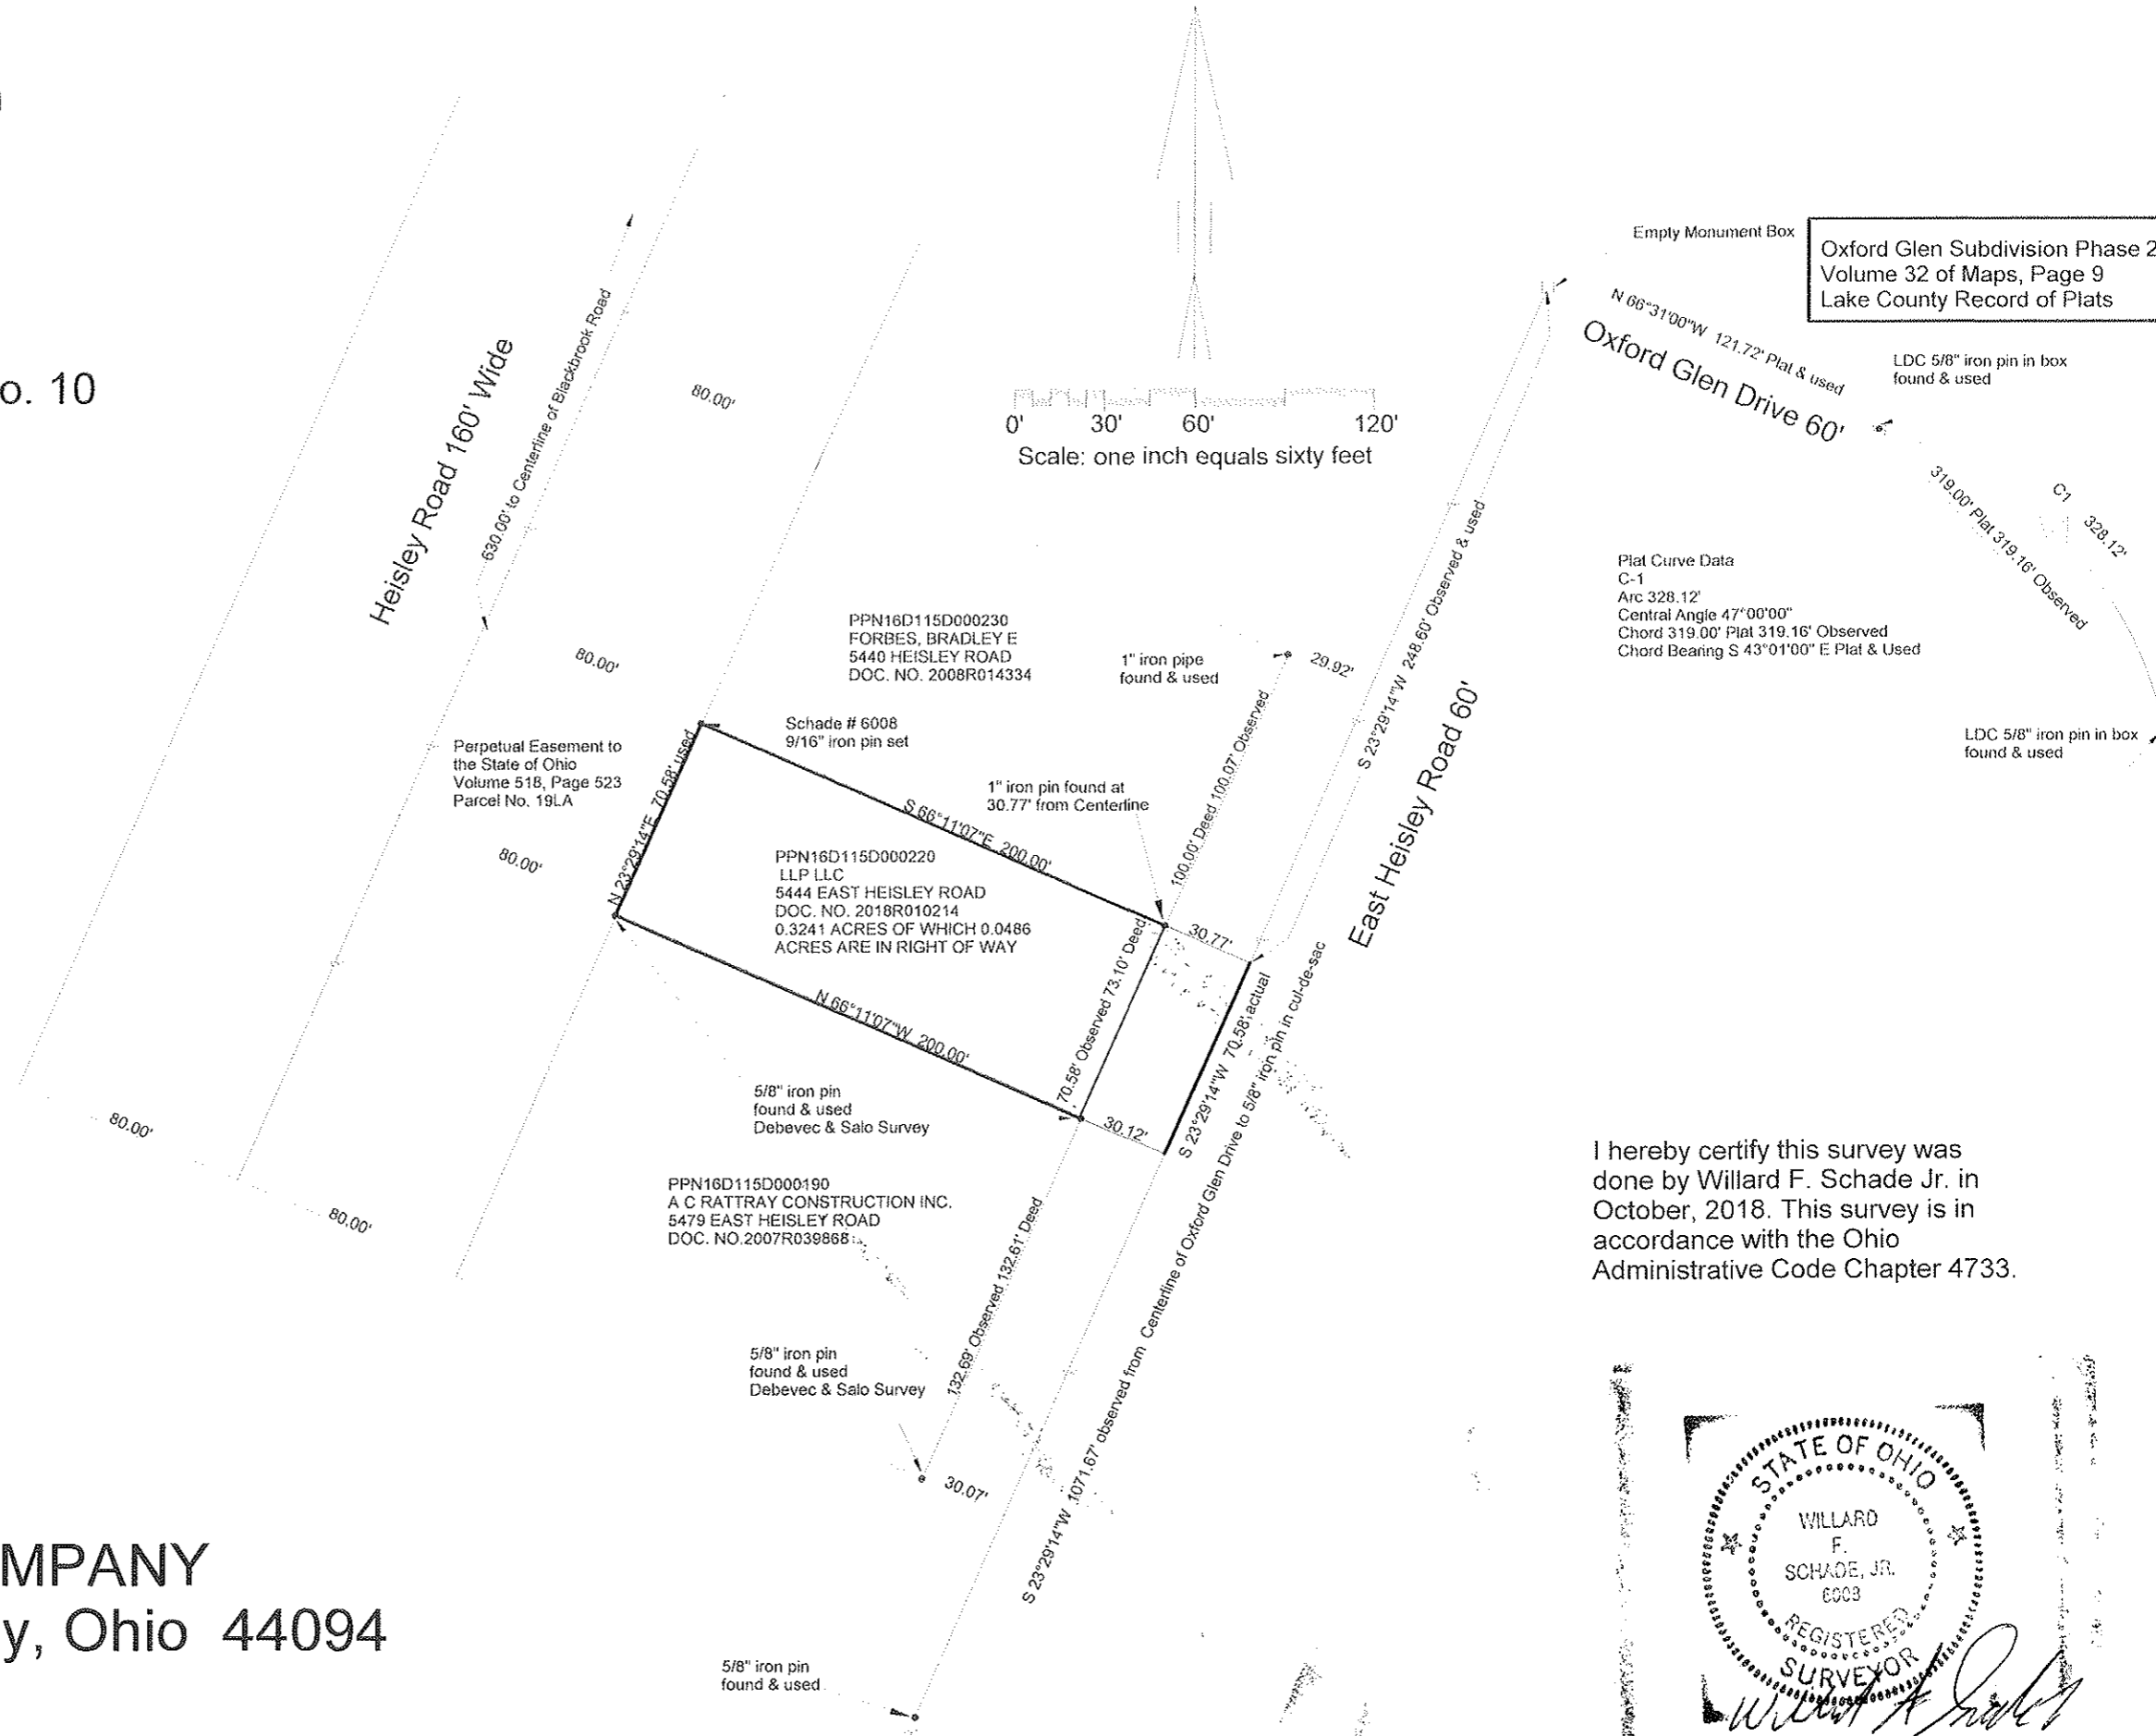 o. 10
Heisley Road 160' Wide
630.00' to Centerline of Blackbrook Road
80.00'
0' 30' 60' 120'
Scale: one inch equals sixty feet
Empty Monument Box
Oxford Glen Subdivision Phase 2
Volume 32 of Maps, Page 9
Lake County Record of Plats
N 66°31'00"W 121.72' Plat & used
Oxford Glen Drive 60'
LDC 5/8" iron pin in box
found & used
C1
328.12'
319.00' Plat 319.16' Observed
Plat Curve Data
C-1
Arc 328.12'
Central Angle 47°00'00"
Chord 319.00' Plat 319.16' Observed
Chord Bearing S 43°01'00" E Plat & Used
LDC 5/8" iron pin in box
found & used
S 23°29'14"W 248.60' Observed & used
East Heisley Road 60'
PPN16D115D000230
FORBES, BRADLEY E
5440 HEISLEY ROAD
DOC. NO. 2008R014334
1" iron pipe
found & used
29.92'
80.00'
Schade # 6008
9/16" iron pin set
Perpetual Easement to
the State of Ohio
Volume 518, Page 523
Parcel No. 19LA
N 23°29'14"E 70.58' used
S 66°11'07"E 200.00'
1" iron pin found at
30.77' from Centerline
100.00' Deed 100.07' Observed
80.00'
PPN16D115D000220
LLP LLC
5444 EAST HEISLEY ROAD
DOC. NO. 2018R010214
0.3241 ACRES OF WHICH 0.0486
ACRES ARE IN RIGHT OF WAY
30.77'
70.58' Observed 73.10' Deed
S 23°29'14"W 70.58' actual
N 66°11'07"W 200.00'
30.12'
5/8" iron pin
found & used
Debevec & Salo Survey
80.00'
80.00'
PPN16D115D000190
A C RATTRAY CONSTRUCTION INC.
5479 EAST HEISLEY ROAD
DOC. NO.2007R039868
132.69' Observed 132.61' Deed
S 23°29'14"W 1071.67' observed from Centerline of Oxford Glen Drive to 5/8" iron pin in cul-de-sac
5/8" iron pin
found & used
Debevec & Salo Survey
30.07'
5/8" iron pin
found & used
I hereby certify this survey was
done by Willard F. Schade Jr. in
October, 2018. This survey is in
accordance with the Ohio
Administrative Code Chapter 4733.
STATE OF OHIO
WILLARD
F.
SCHADE, JR.
6008
REGISTERED
SURVEYOR
MPANY
y, Ohio 44094